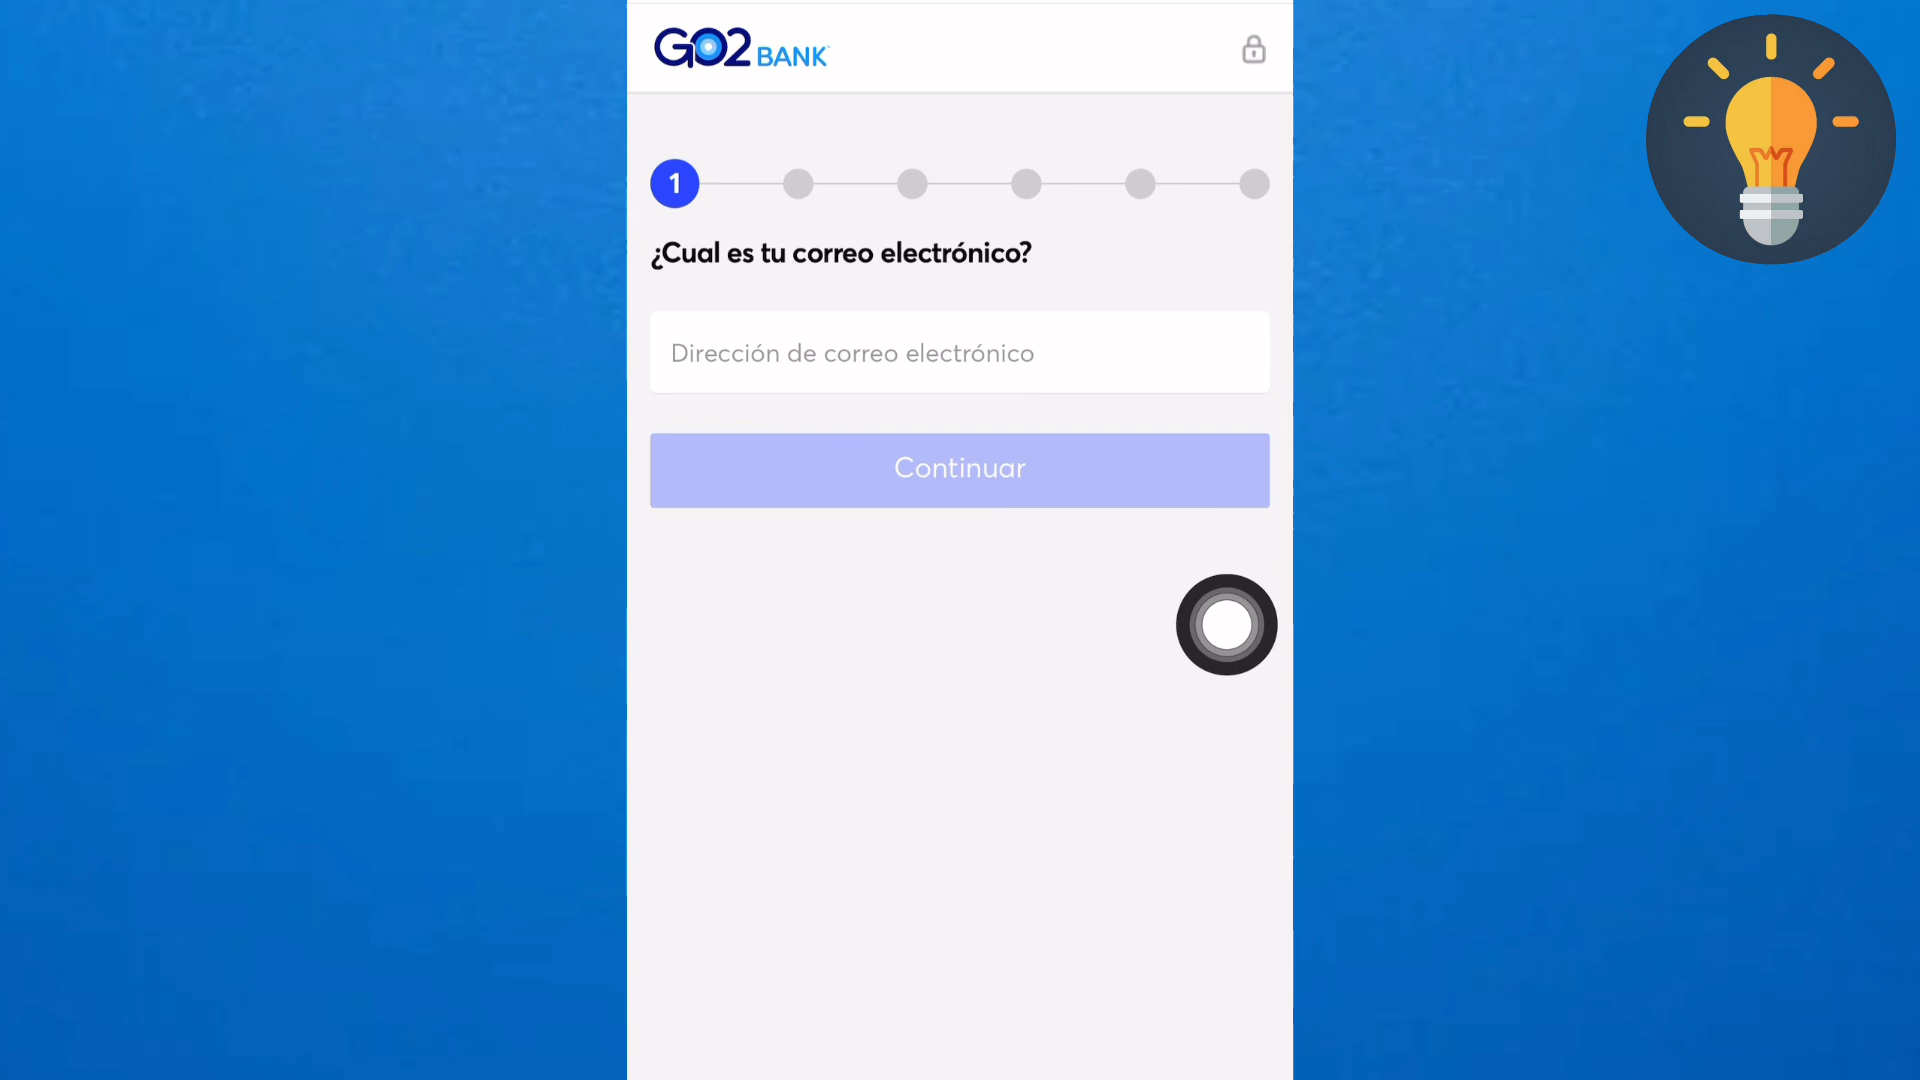 GO2 BANK
1
¿Cual es tu correo electrónico?
Dirección de correo electrónico
Continuar